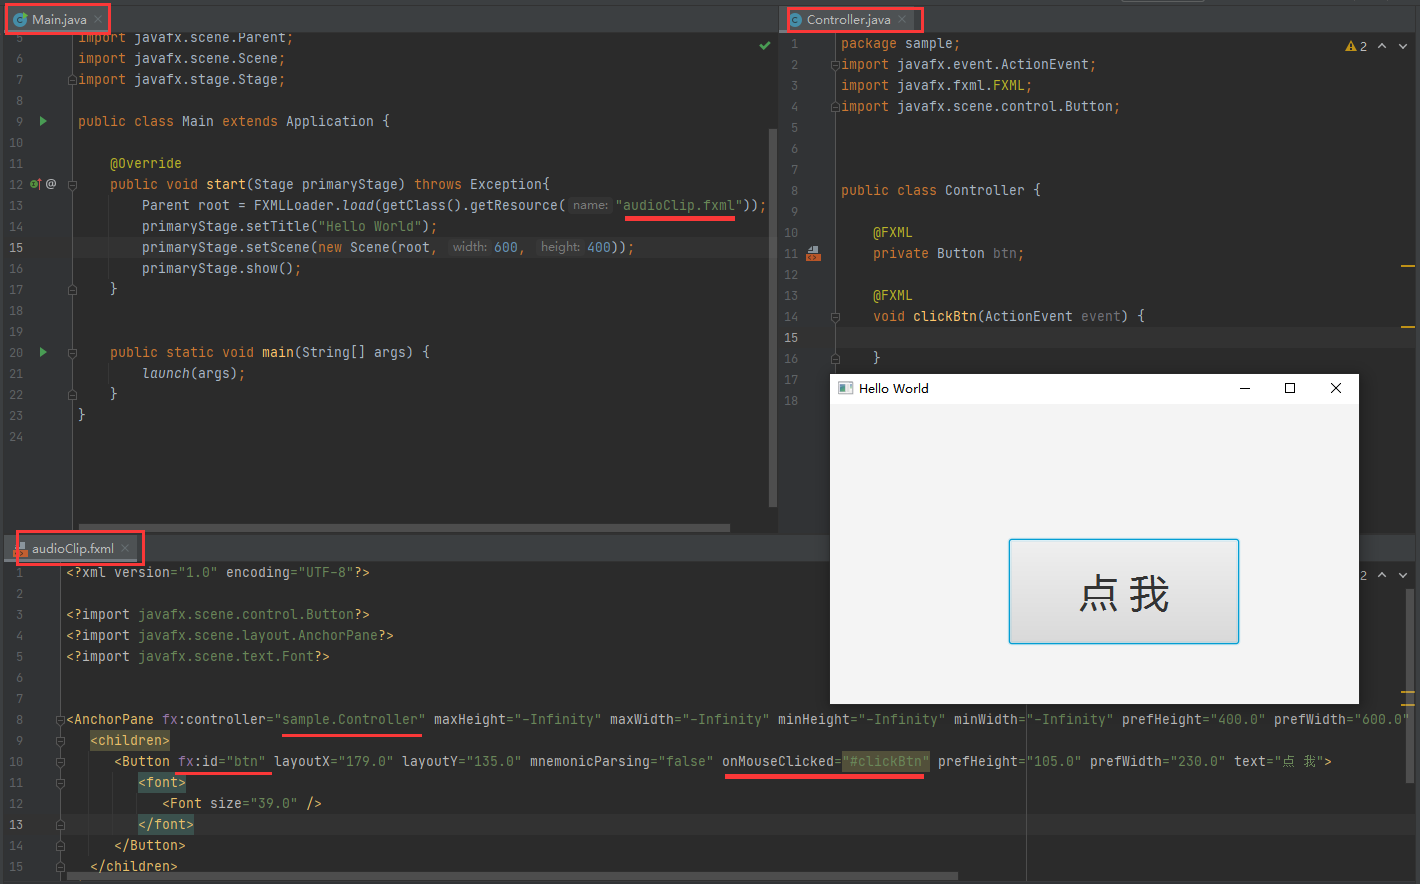 Main.java
5 import javafx.scene.Parent;
6 import javafx.scene.Scene;
7 import javafx.stage.Stage;
8
9 public class Main extends Application {
10
11 @Override
12 @ public void start(Stage primaryStage) throws Exception{
13 Parent root = FXMLLoader.load(getClass().getResource( name: "audioClip.fxml"));
14 primaryStage.setTitle("Hello World");
15 primaryStage.setScene(new Scene(root, width: 600, height: 400));
16 primaryStage.show();
17 }
18
19
20 public static void main(String[] args) {
21 launch(args);
22 }
23 }
24
Controller.java
2
1 package sample;
2 import javafx.event.ActionEvent;
3 import javafx.fxml.FXML;
4 import javafx.scene.control.Button;
5
6
7
8 public class Controller {
9
10 @FXML
11 private Button btn;
12
13 @FXML
14 void clickBtn(ActionEvent event) {
15
16 }
17
18
Hello World
点 我
audioClip.fxml
2
1 <?xml version="1.0" encoding="UTF-8"?>
2
3 <?import javafx.scene.control.Button?>
4 <?import javafx.scene.layout.AnchorPane?>
5 <?import javafx.scene.text.Font?>
6
7
8 <AnchorPane fx:controller="sample.Controller" maxHeight="-Infinity" maxWidth="-Infinity" minHeight="-Infinity" minWidth="-Infinity" prefHeight="400.0" prefWidth="600.0"
9 <children>
10 <Button fx:id="btn" layoutX="179.0" layoutY="135.0" mnemonicParsing="false" onMouseClicked="#clickBtn" prefHeight="105.0" prefWidth="230.0" text="点 我">
11 <font>
12 <Font size="39.0" />
13 </font>
14 </Button>
15 </children>